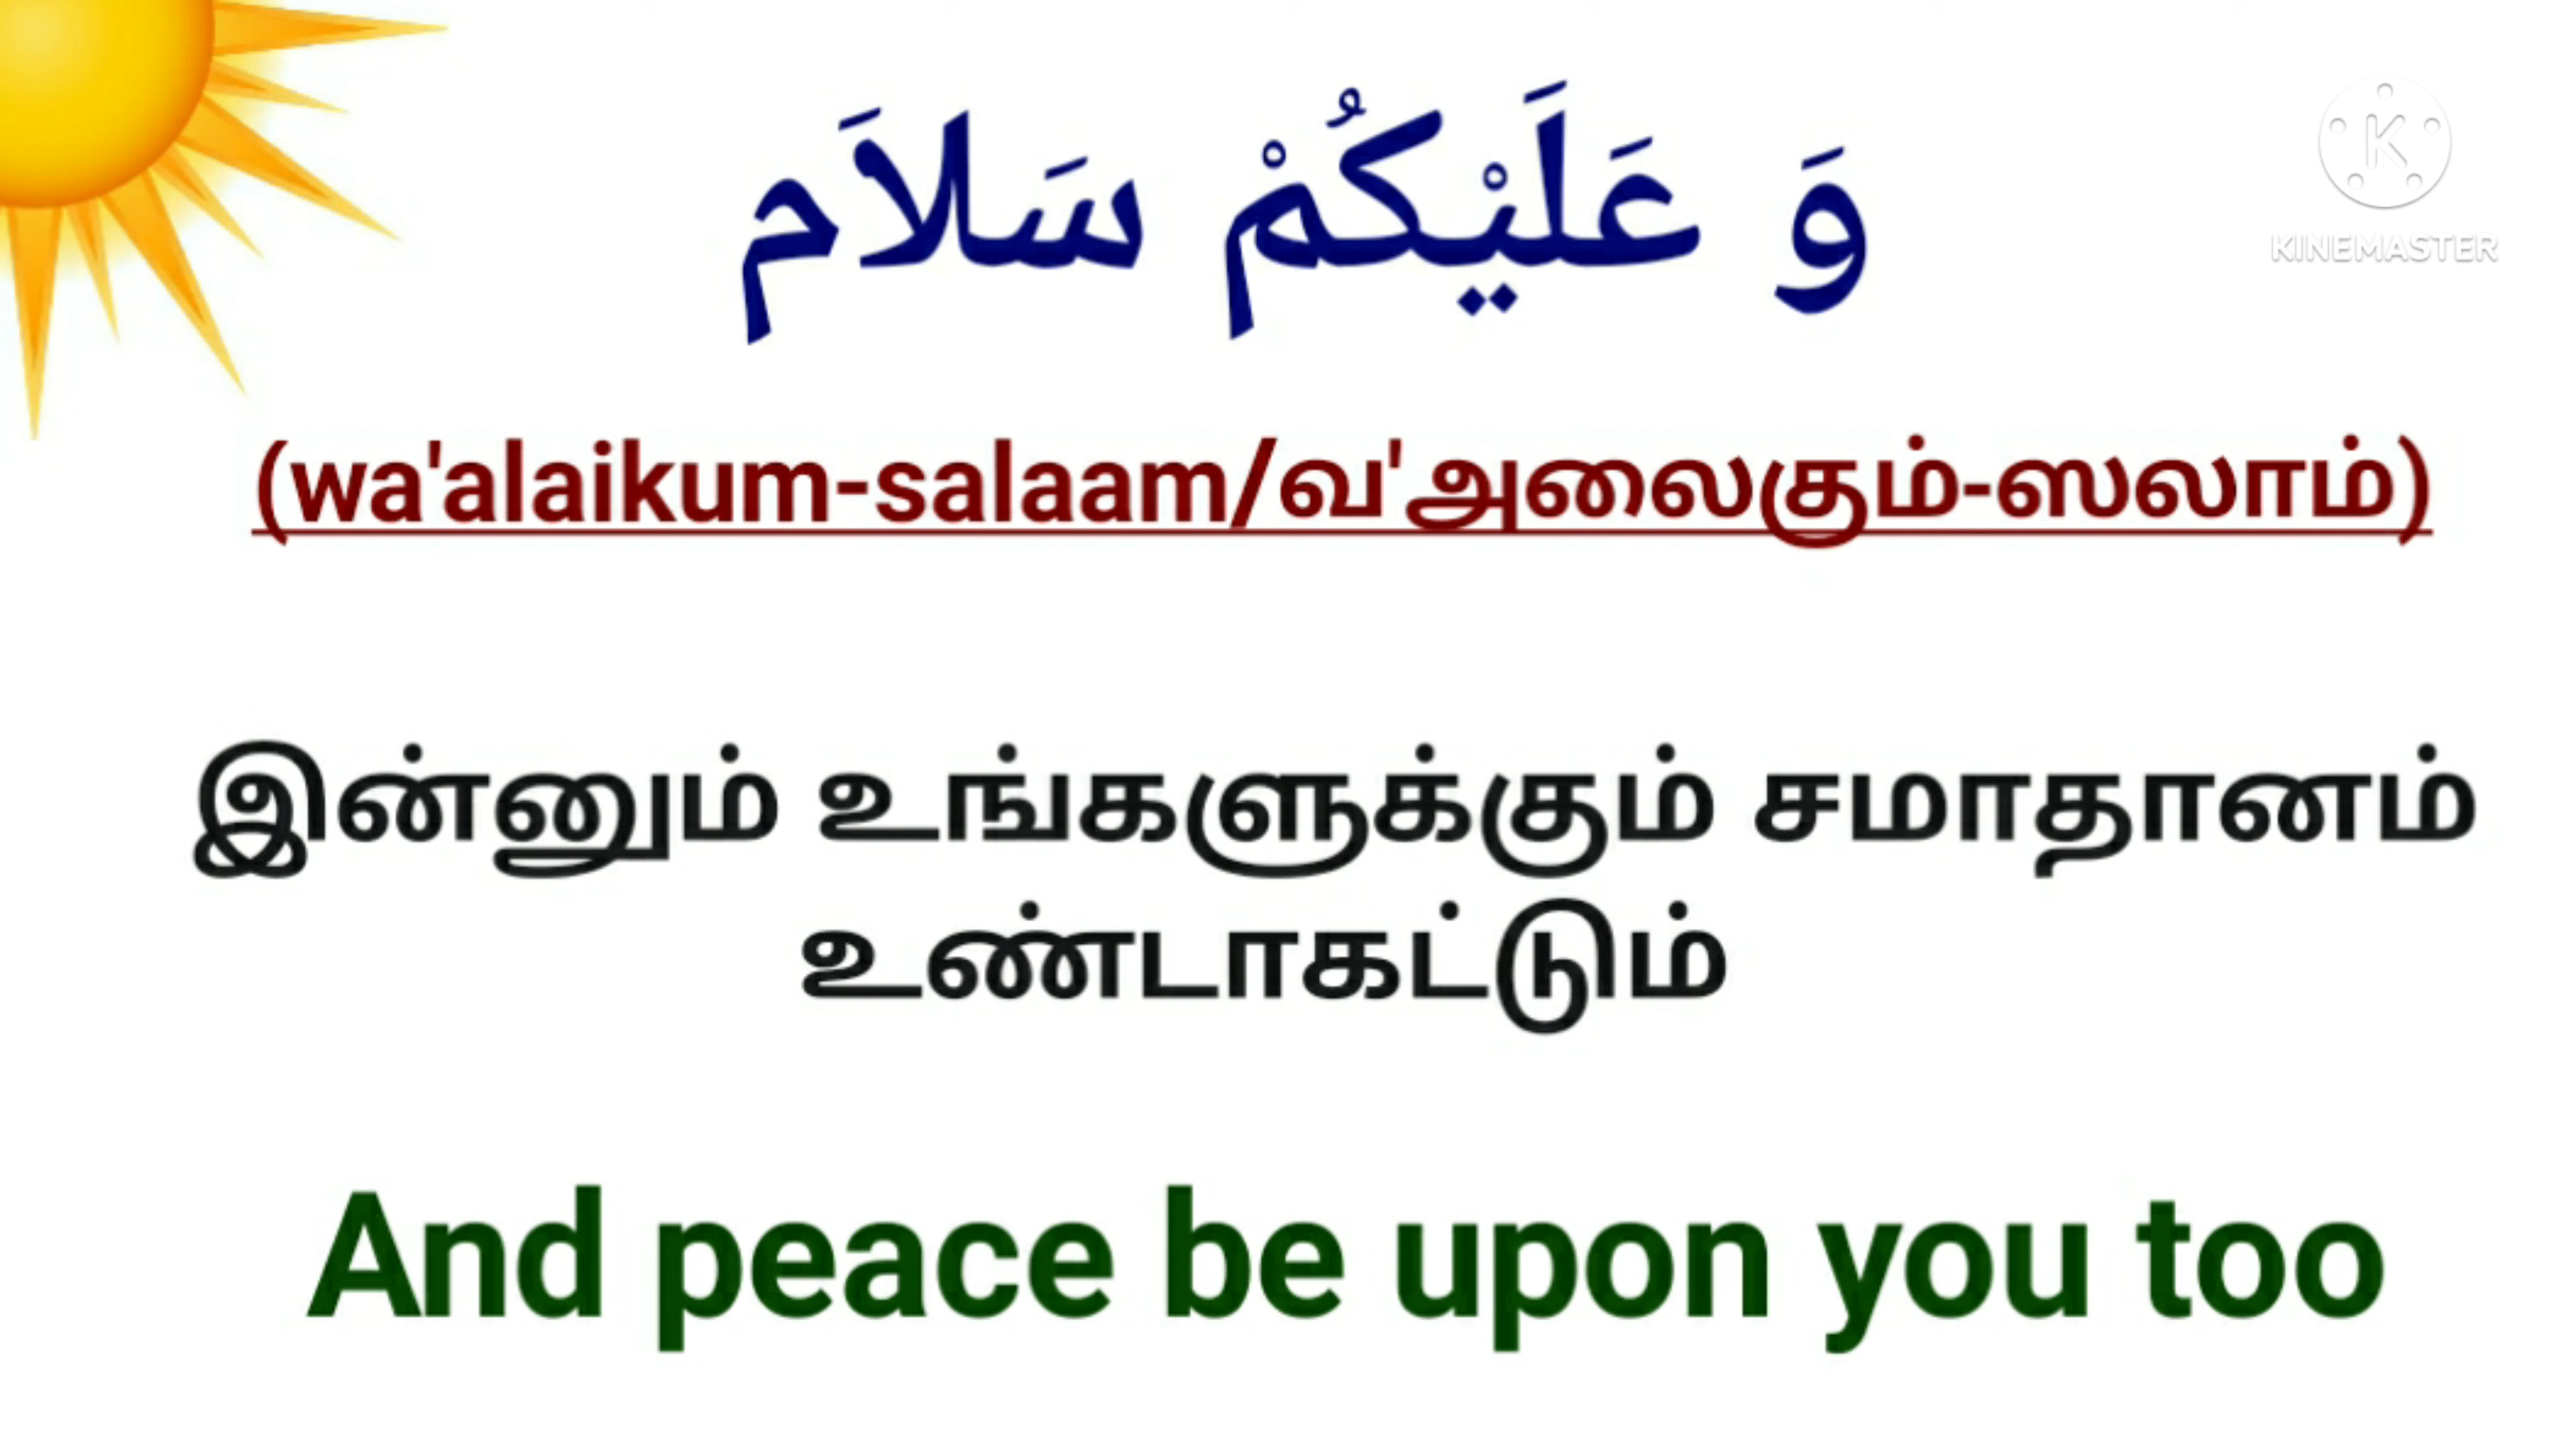 وَ عَلَيْكُمْ سَلاَم
KINEMASTER
(wa'alaikum-salaam/வ'அலைகும்-ஸலாம்)
இன்னும் உங்களுக்கும் சமாதானம்
உண்டாகட்டும்
And peace be upon you too